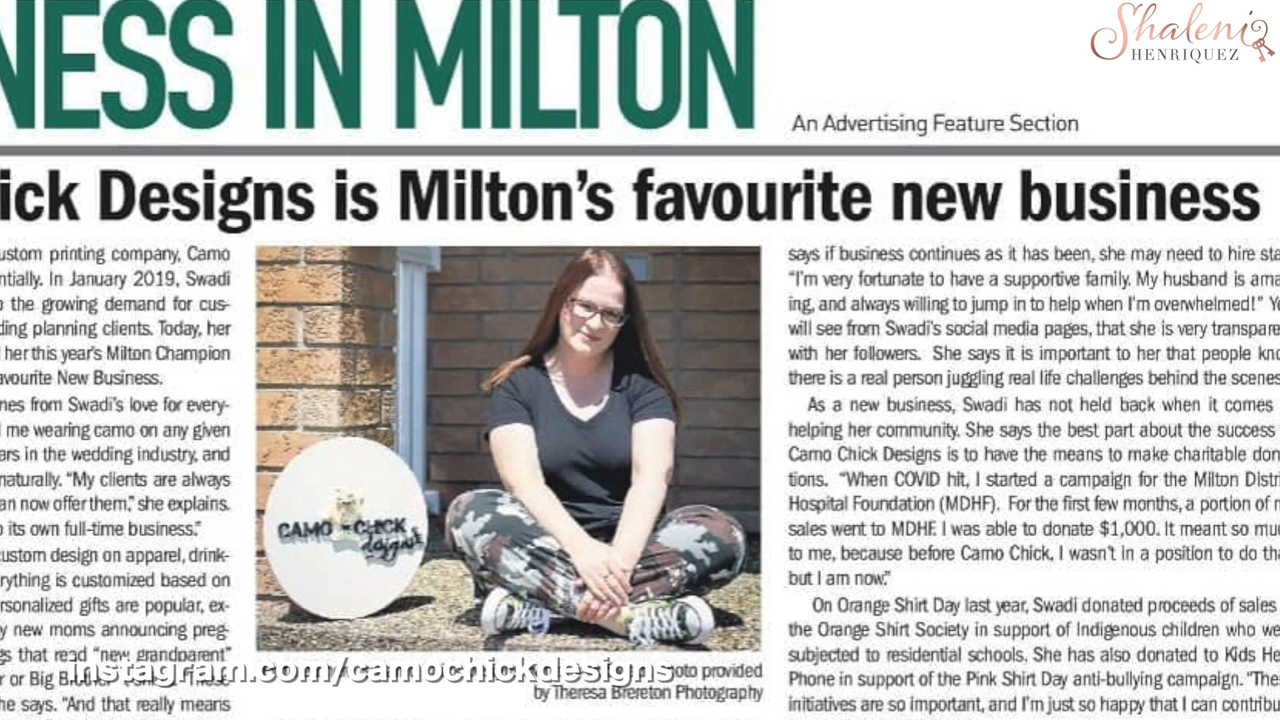 NESS IN MILTON
Shaleni
HENRIQUEZ
An Advertising Feature Section
ick Designs is Milton's favourite new business
ustom printing company, Camo
ntially. In January 2019, Swadi
o the growing demand for cus-
ding planning clients. Today, her
her this year's Milton Champion
avourite New Business.
nes from Swadi's love for every-
me wearing camo on any given
ars in the wedding industry, and
naturally. "My clients are always
an now offer them," she explains.
o its own full-time business."
custom design on apparel, drink-
rything is customized based on
ersonalized gifts are popular, ex-
y new moms announcing preg-
gs that read "new grandparent"
r or Big
he says. "And that really means
CAMO CHICK
designs
instagram.com/camochickdesigns
oto provided
by Theresa Brereton Photography
says if business continues as it has been, she may need to hire sta
"I'm very fortunate to have a supportive family. My husband is ama
ing, and always willing to jump in to help when I'm overwhelmed!" Y
will see from Swadi's social media pages, that she is very transpare
with her followers. She says it is important to her that people kno
there is a real person juggling real life challenges behind the scenes
As a new business, Swadi has not held back when it comes
helping her community. She says the best part about the success
Camo Chick Designs is to have the means to make charitable don
tions. "When COVID hit, I started a campaign for the Milton Distri
Hospital Foundation (MDHF). For the first few months, a portion of
sales went to MDHF. I was able to donate $1,000. It meant so mu
to me, because before Camo Chick, I wasn't in a position to do th
but I am now."
On Orange Shirt Day last year, Swadi donated proceeds of sales
the Orange Shirt Society in support of Indigenous children who we
subjected to residential schools. She has also donated to Kids He
Phone in support of the Pink Shirt Day anti-bullying campaign. "The
initiatives are so important, and I'm just so happy that I can contribu